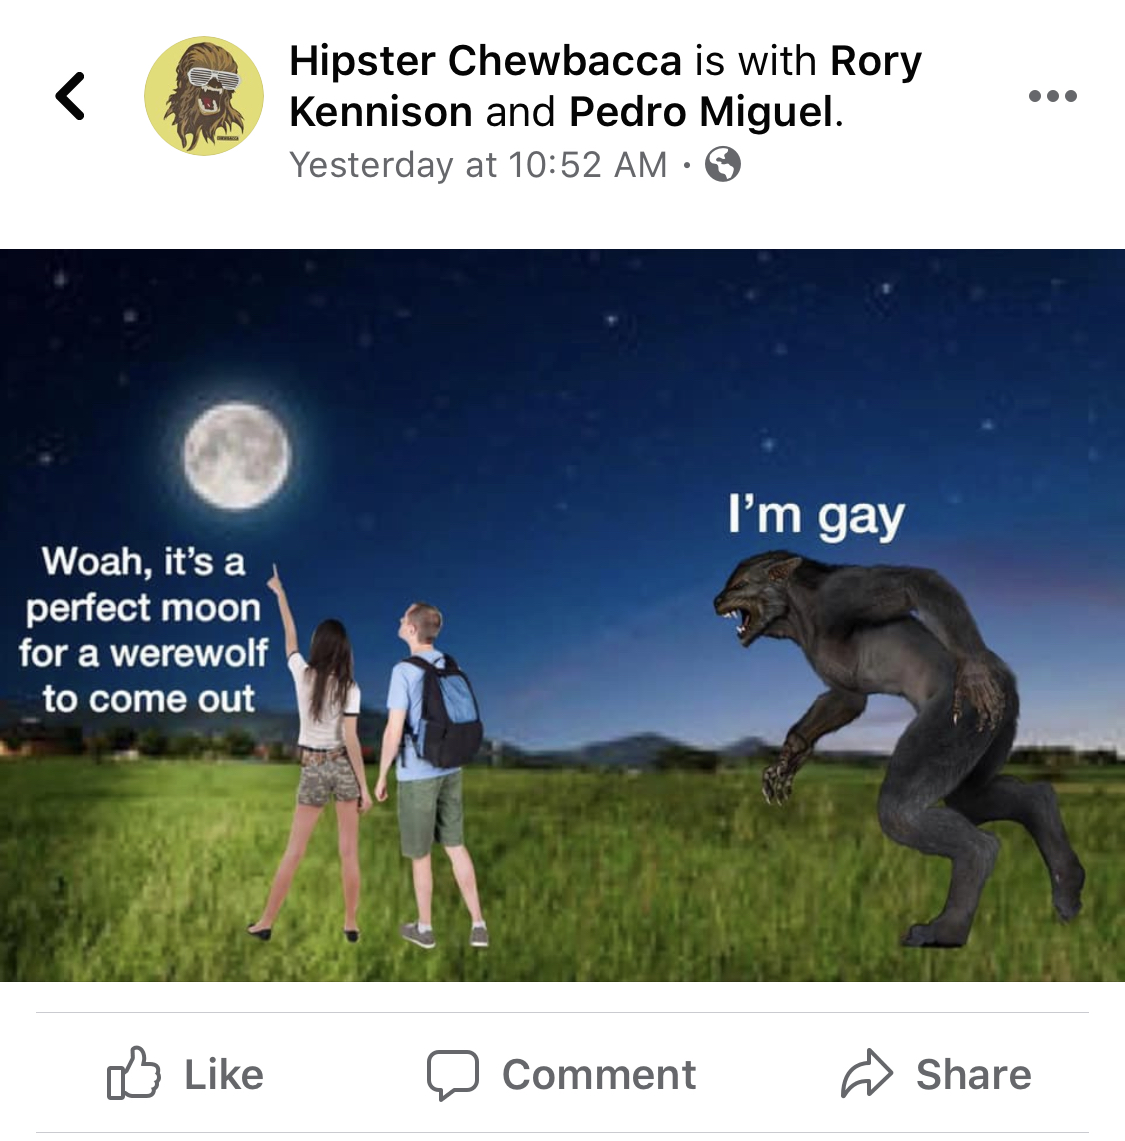 Hipster Chewbacca is with Rory
Kennison and Pedro Miguel.
Yesterday at 10:52 AM ·
Woah, it's a
perfect moon
for a werewolf
to come out
I'm gay
Like
Comment
Share